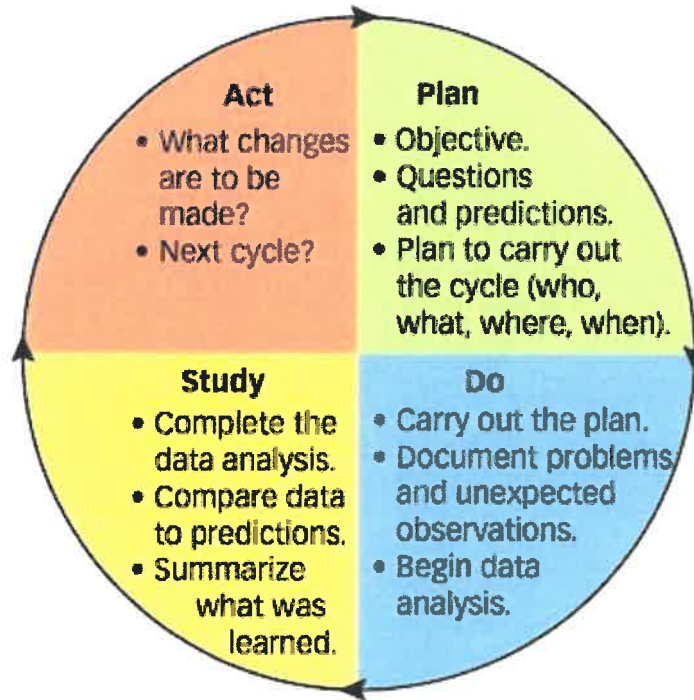 Act
• What changes
are to be
made?
• Next cycle?
Plan
• Objective.
• Questions
and predictions.
• Plan to carry out
the cycle (who,
what, where, when).
Study
• Complete the
data analysis.
• Compare data
to predictions.
• Summarize
what was
learned.
Do
• Carry out the plan.
• Document problems
and unexpected
observations.
• Begin data
analysis.